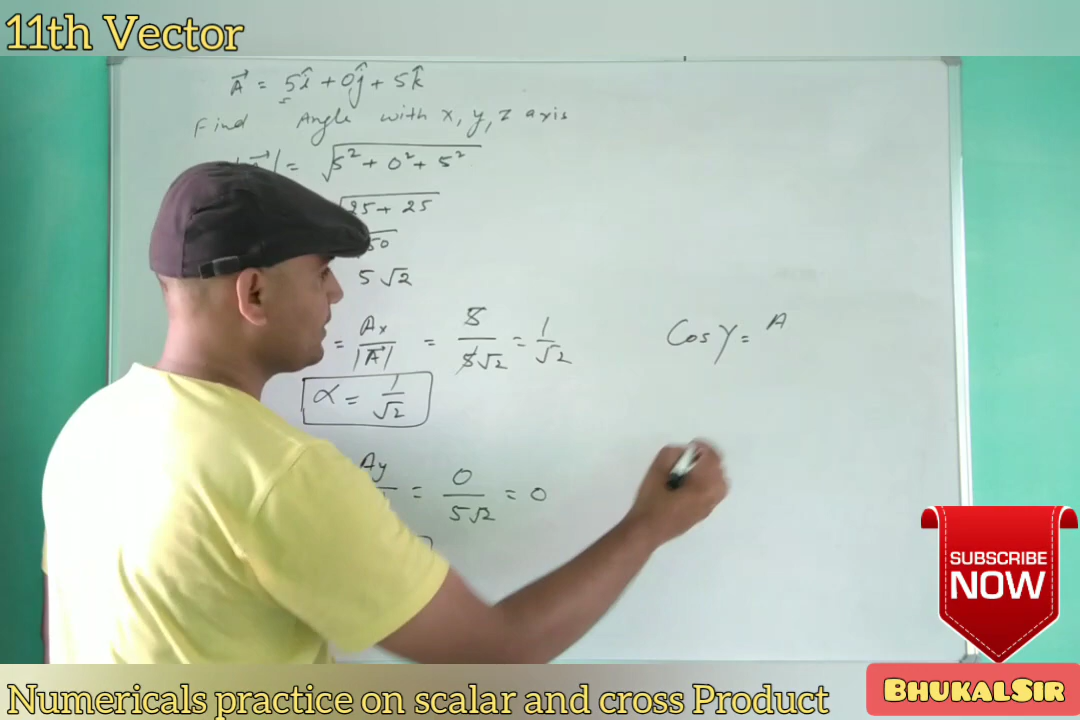 11th Vector
A⃗ = 5î + 0ĵ + 5k̂
Find Angle with x, y, z axis
| = √5² + 0² + 5²
√25 + 25
50
5√2
= Ax/|A⃗| = 5/5√2 = 1/√2
α = 1/√2
Ay = 0/5√2 = 0
Cos γ = A
SUBSCRIBE
NOW
Numericals practice on scalar and cross Product
BHUKALSIR